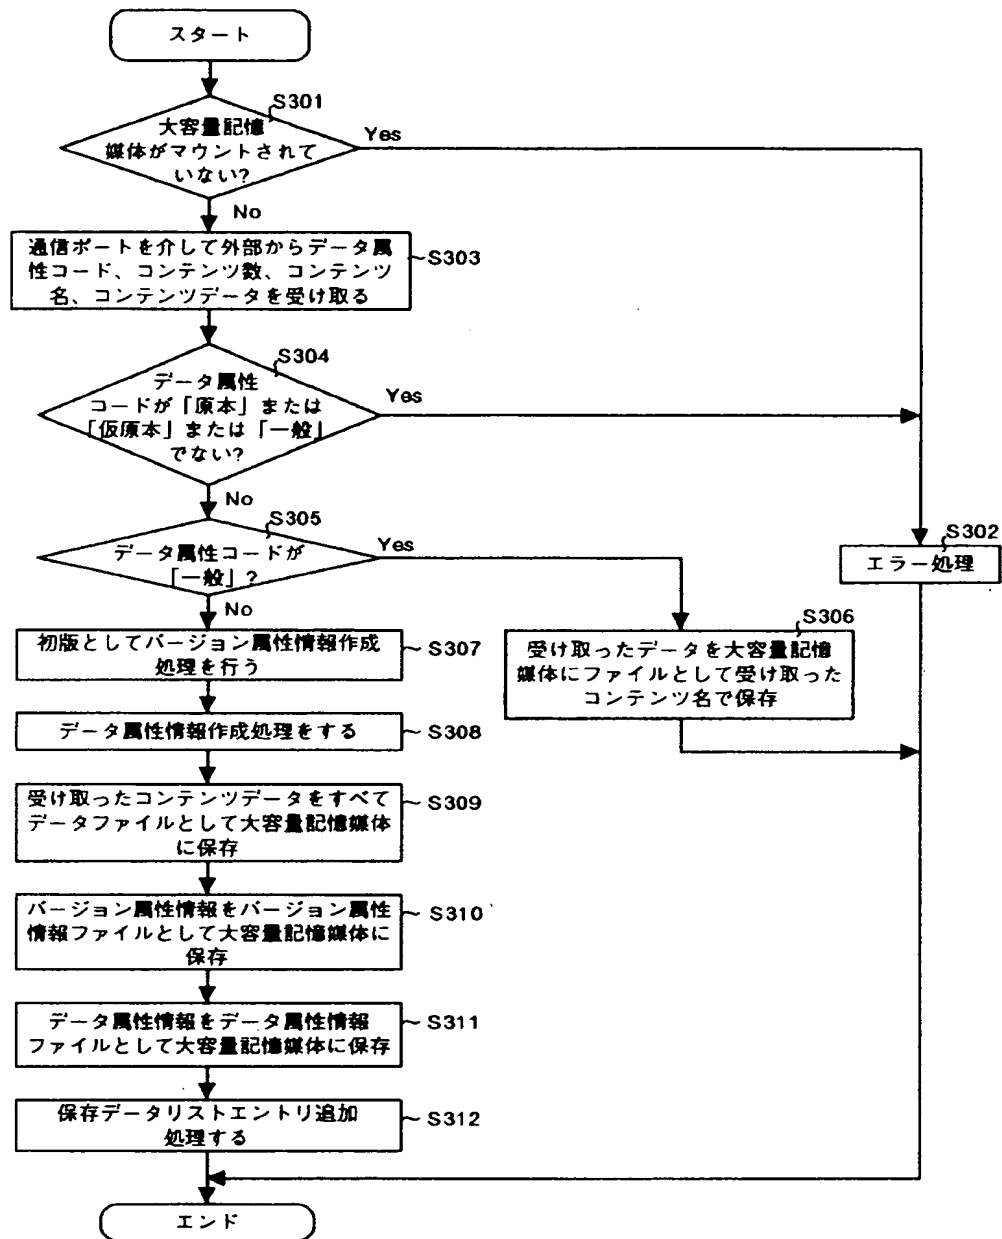 スタート
S301
大容量記憶
媒体がマウントされて
いない?
Yes
No
通信ポートを介して外部からデータ属
性コード、コンテンツ数、コンテンツ
名、コンテンツデータを受け取る
S303
S304
データ属性
コードが「原本」または
「仮原本」または「一般」
でない?
Yes
No
S305
データ属性コードが
「一般」?
Yes
No
S302
エラー処理
S306
受け取ったデータを大容量記憶
媒体にファイルとして受け取った
コンテンツ名で保存
初版としてバージョン属性情報作成
処理を行う
S307
データ属性情報作成処理をする
S308
受け取ったコンテンツデータをすべて
データファイルとして大容量記憶媒体
に保存
S309
バージョン属性情報をバージョン属性
情報ファイルとして大容量記憶媒体に
保存
S310
データ属性情報をデータ属性情報
ファイルとして大容量記憶媒体に保存
S311
保存データリストエントリ追加
処理する
S312
エンド